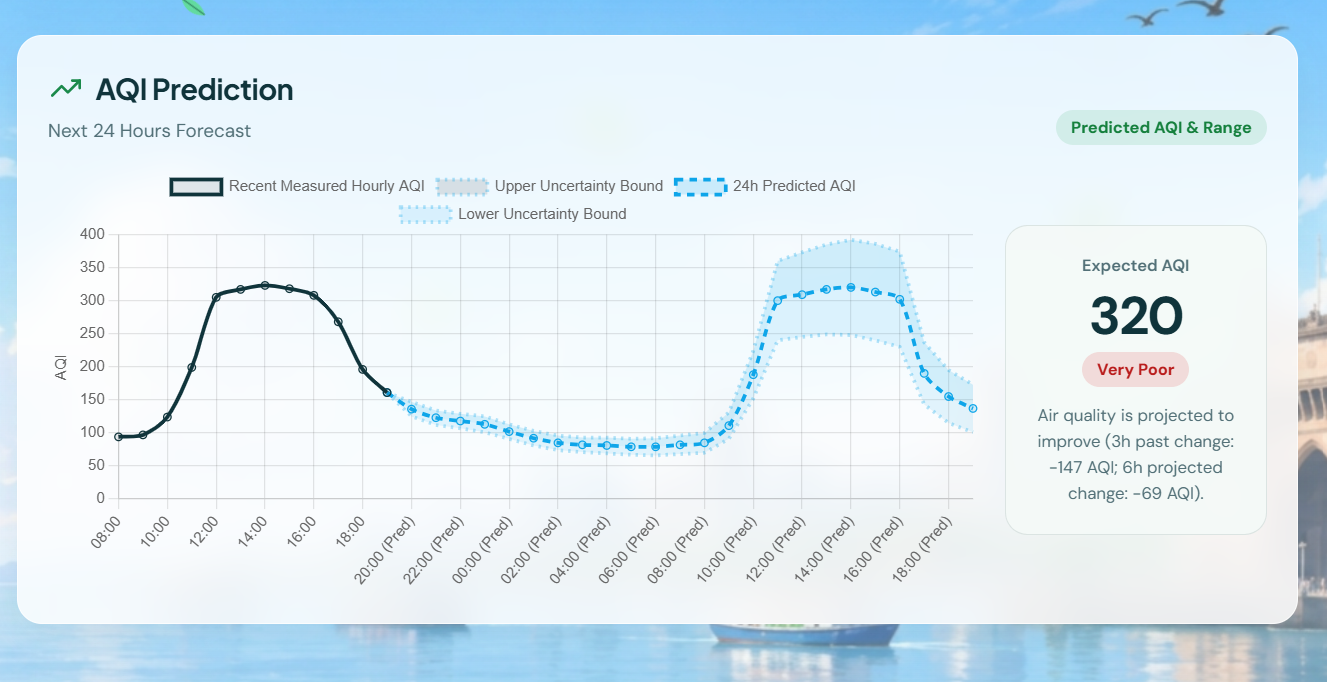 AQI Prediction
Next 24 Hours Forecast
Predicted AQI & Range
Recent Measured Hourly AQI
Upper Uncertainty Bound
24h Predicted AQI
Lower Uncertainty Bound
400
350
300
250
200
150
100
50
0
AQI
08:00
10:00
12:00
14:00
16:00
18:00
20:00 (Pred)
22:00 (Pred)
00:00 (Pred)
02:00 (Pred)
04:00 (Pred)
06:00 (Pred)
08:00 (Pred)
10:00 (Pred)
12:00 (Pred)
14:00 (Pred)
16:00 (Pred)
18:00 (Pred)
Expected AQI
320
Very Poor
Air quality is projected to
improve (3h past change:
-147 AQI; 6h projected
change: -69 AQI).